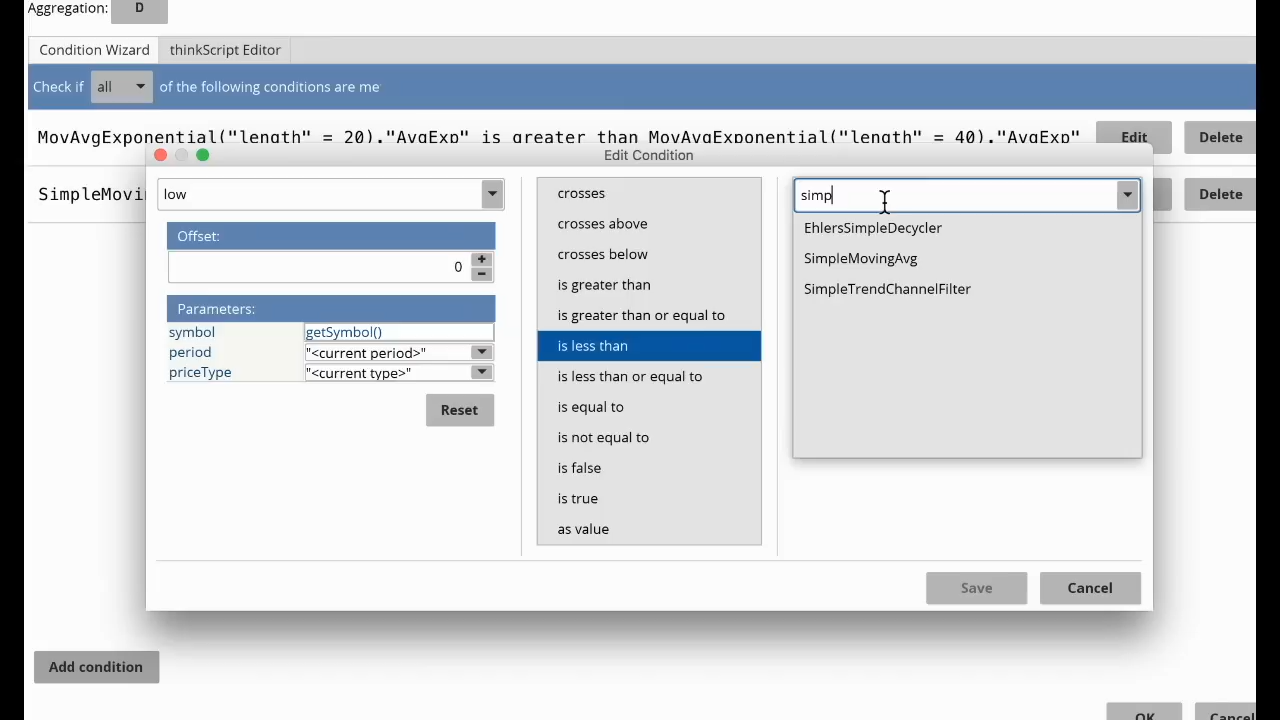 Aggregation: D
Condition Wizard thinkScript Editor
Check if all of the following conditions are me
MovAvgExponential("length" = 20)."AvgExp" is greater than MovAvgExponential("length" = 40)."AvgExp" Edit Delete
Edit Condition
SimpleMovin Delete
low
Offset:
0
+
−
Parameters:
symbol getSymbol()
period "<current period>"
priceType "<current type>"
Reset
crosses
crosses above
crosses below
is greater than
is greater than or equal to
is less than
is less than or equal to
is equal to
is not equal to
is false
is true
as value
simp
EhlersSimpleDecycler
SimpleMovingAvg
SimpleTrendChannelFilter
Save Cancel
Add condition
OK Cancel